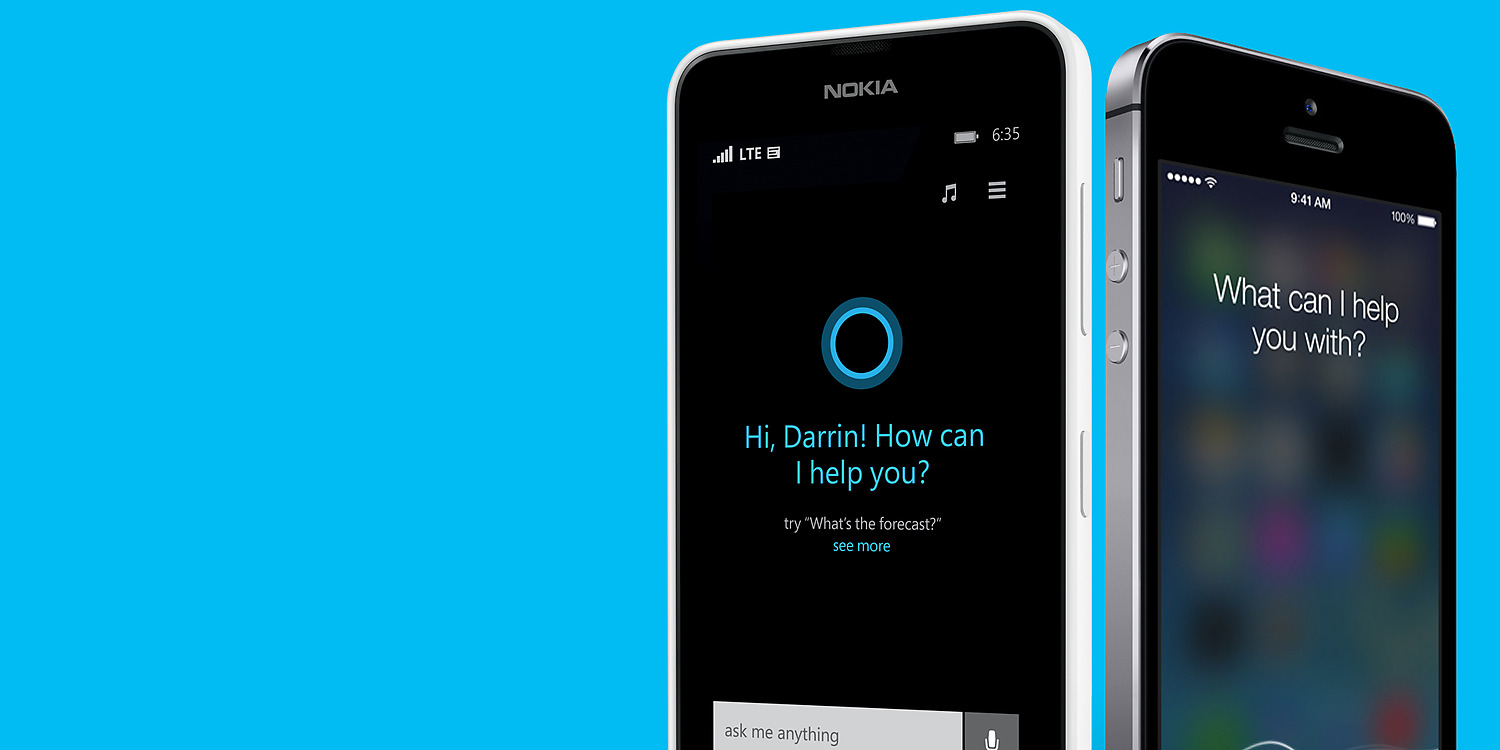 NOKIA
LTE
6:35
Hi, Darrin! How can
I help you?
try “What's the forecast?”
see more
ask me anything
9:41 AM
100%
What can I help
you with?